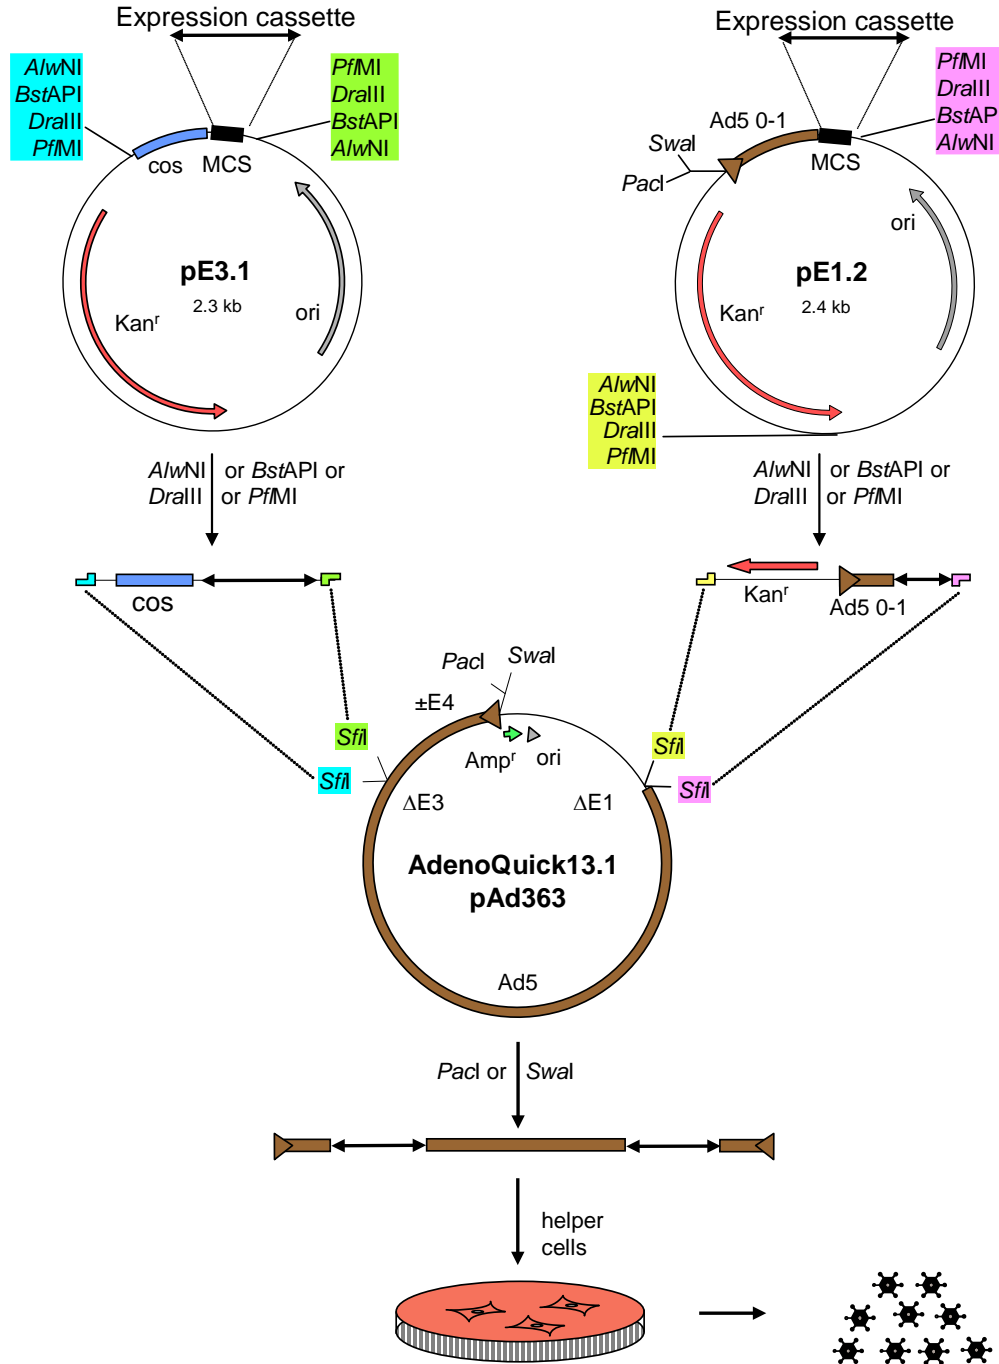 Expression cassette
AlwNI
BstAPI
DraIII
PflMI
PflMI
DraIII
BstAPI
AlwNI
cos
MCS
pE3.1
2.3 kb
Kanr
ori
Expression cassette
PflMI
DraIII
BstAP
AlwNI
Ad5 0-1
SwaI
PacI
MCS
ori
pE1.2
2.4 kb
Kanr
AlwNI
BstAPI
DraIII
PflMI
AlwNI or BstAPI or
DraIII or PflMI
AlwNI or BstAPI or
DraIII or PflMI
cos
Kanr
Ad5 0-1
PacI
SwaI
±E4
SfiI
SfiI
Ampr
ori
SfiI
SfiI
ΔE3
ΔE1
AdenoQuick13.1
pAd363
Ad5
PacI or SwaI
helper
cells